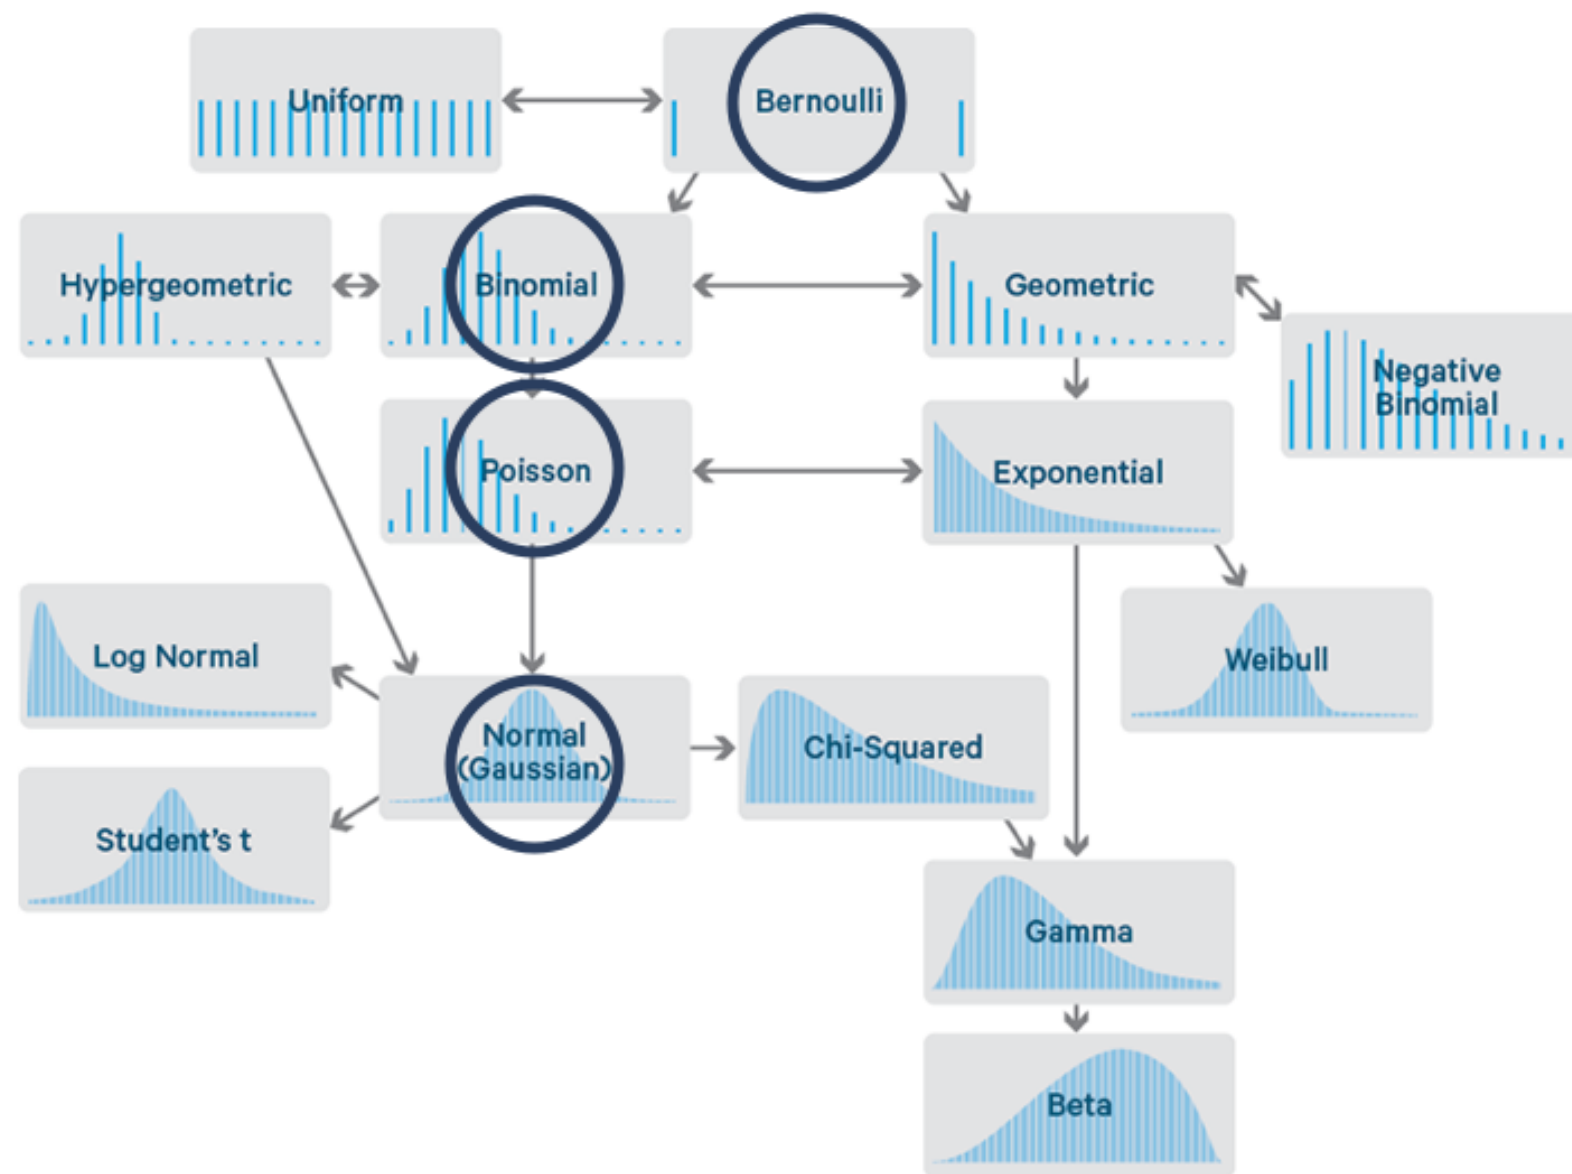 Uniform
Bernoulli
Hypergeometric
Binomial
Geometric
Negative
Binomial
Poisson
Exponential
Log Normal
Weibull
Normal
(Gaussian)
Chi-Squared
Student's t
Gamma
Beta